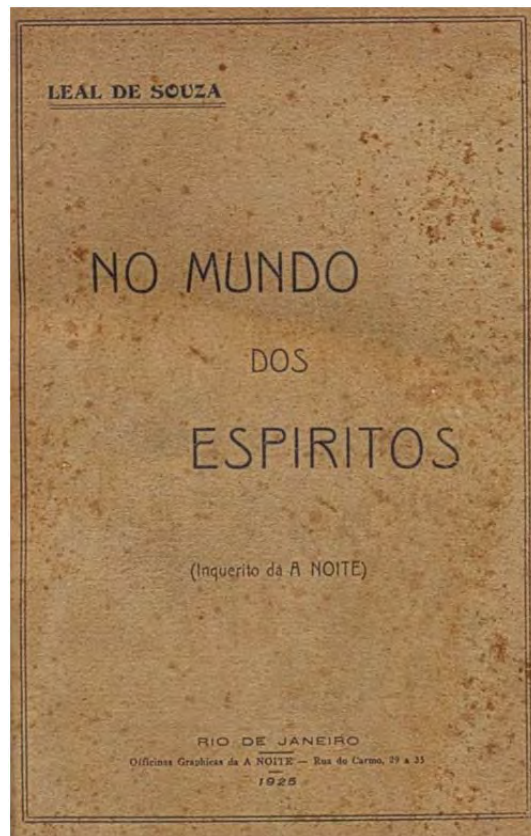 LEAL DE SOUZA
NO MUNDO
DOS
ESPIRITOS
(Inquerito da A NOITE)
RIO DE JANEIRO
Officinas Graphicas da A NOITE — Rua do Carmo, 29 a 35
1925